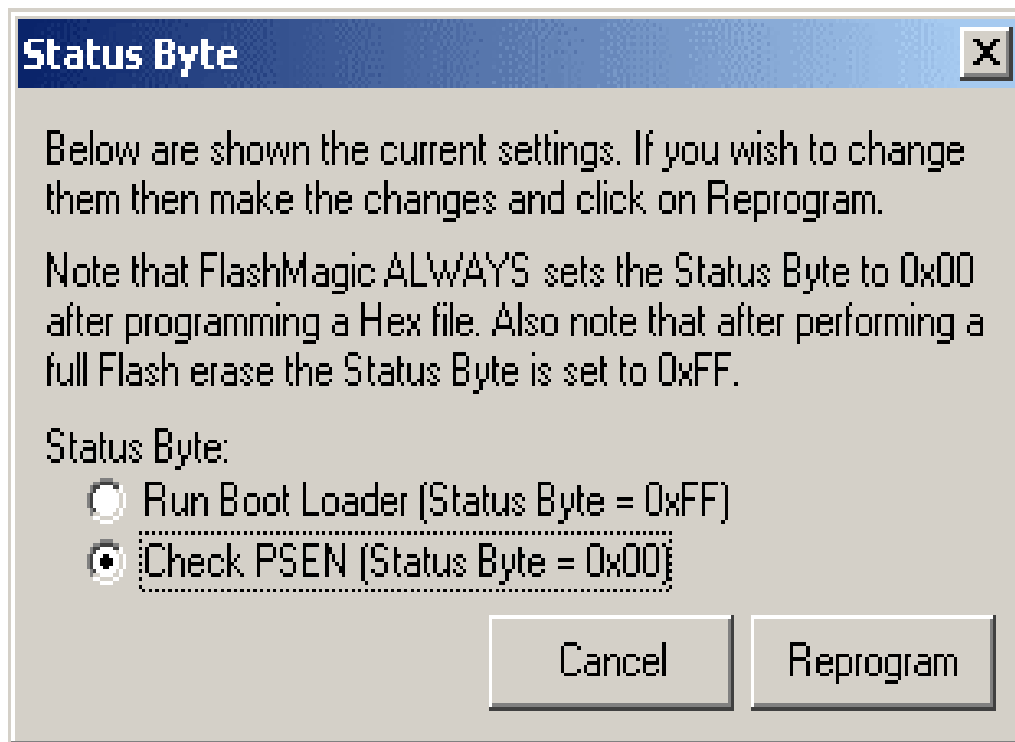 Status Byte
Below are shown the current settings. If you wish to change
them then make the changes and click on Reprogram.
Note that FlashMagic ALWAYS sets the Status Byte to 0x00
after programming a Hex file. Also note that after performing a
full Flash erase the Status Byte is set to 0xFF.
Status Byte:
Run Boot Loader (Status Byte = 0xFF)
Check PSEN (Status Byte = 0x00)
Cancel Reprogram